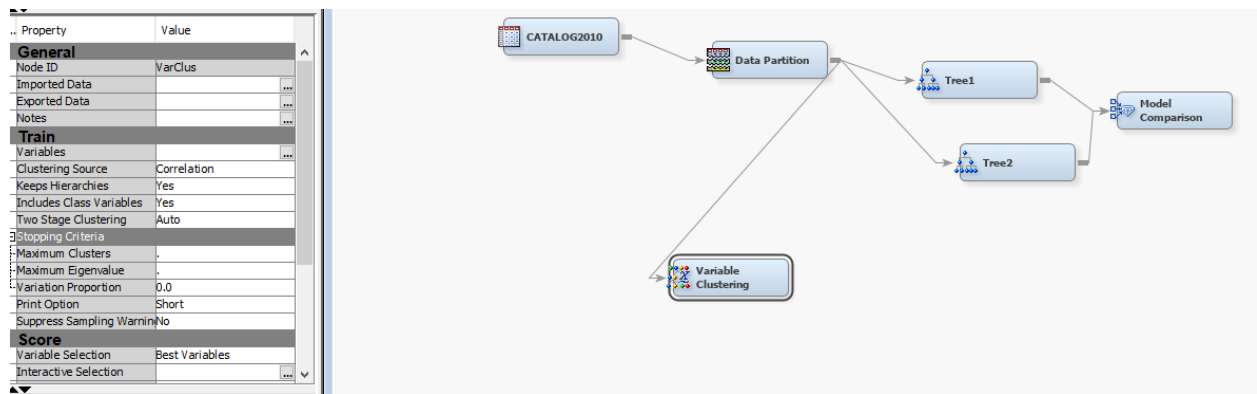 .. Property Value
General
Node ID VarClus
Imported Data ...
Exported Data ...
Notes ...
Train
Variables ...
Clustering Source Correlation
Keeps Hierarchies Yes
Includes Class Variables Yes
Two Stage Clustering Auto
Stopping Criteria
Maximum Clusters .
Maximum Eigenvalue .
Variation Proportion 0.0
Print Option Short
Suppress Sampling Warnin No
Score
Variable Selection Best Variables
Interactive Selection ...
CATALOG2010
Data Partition
Tree1
Model
Comparison
Tree2
Variable
Clustering